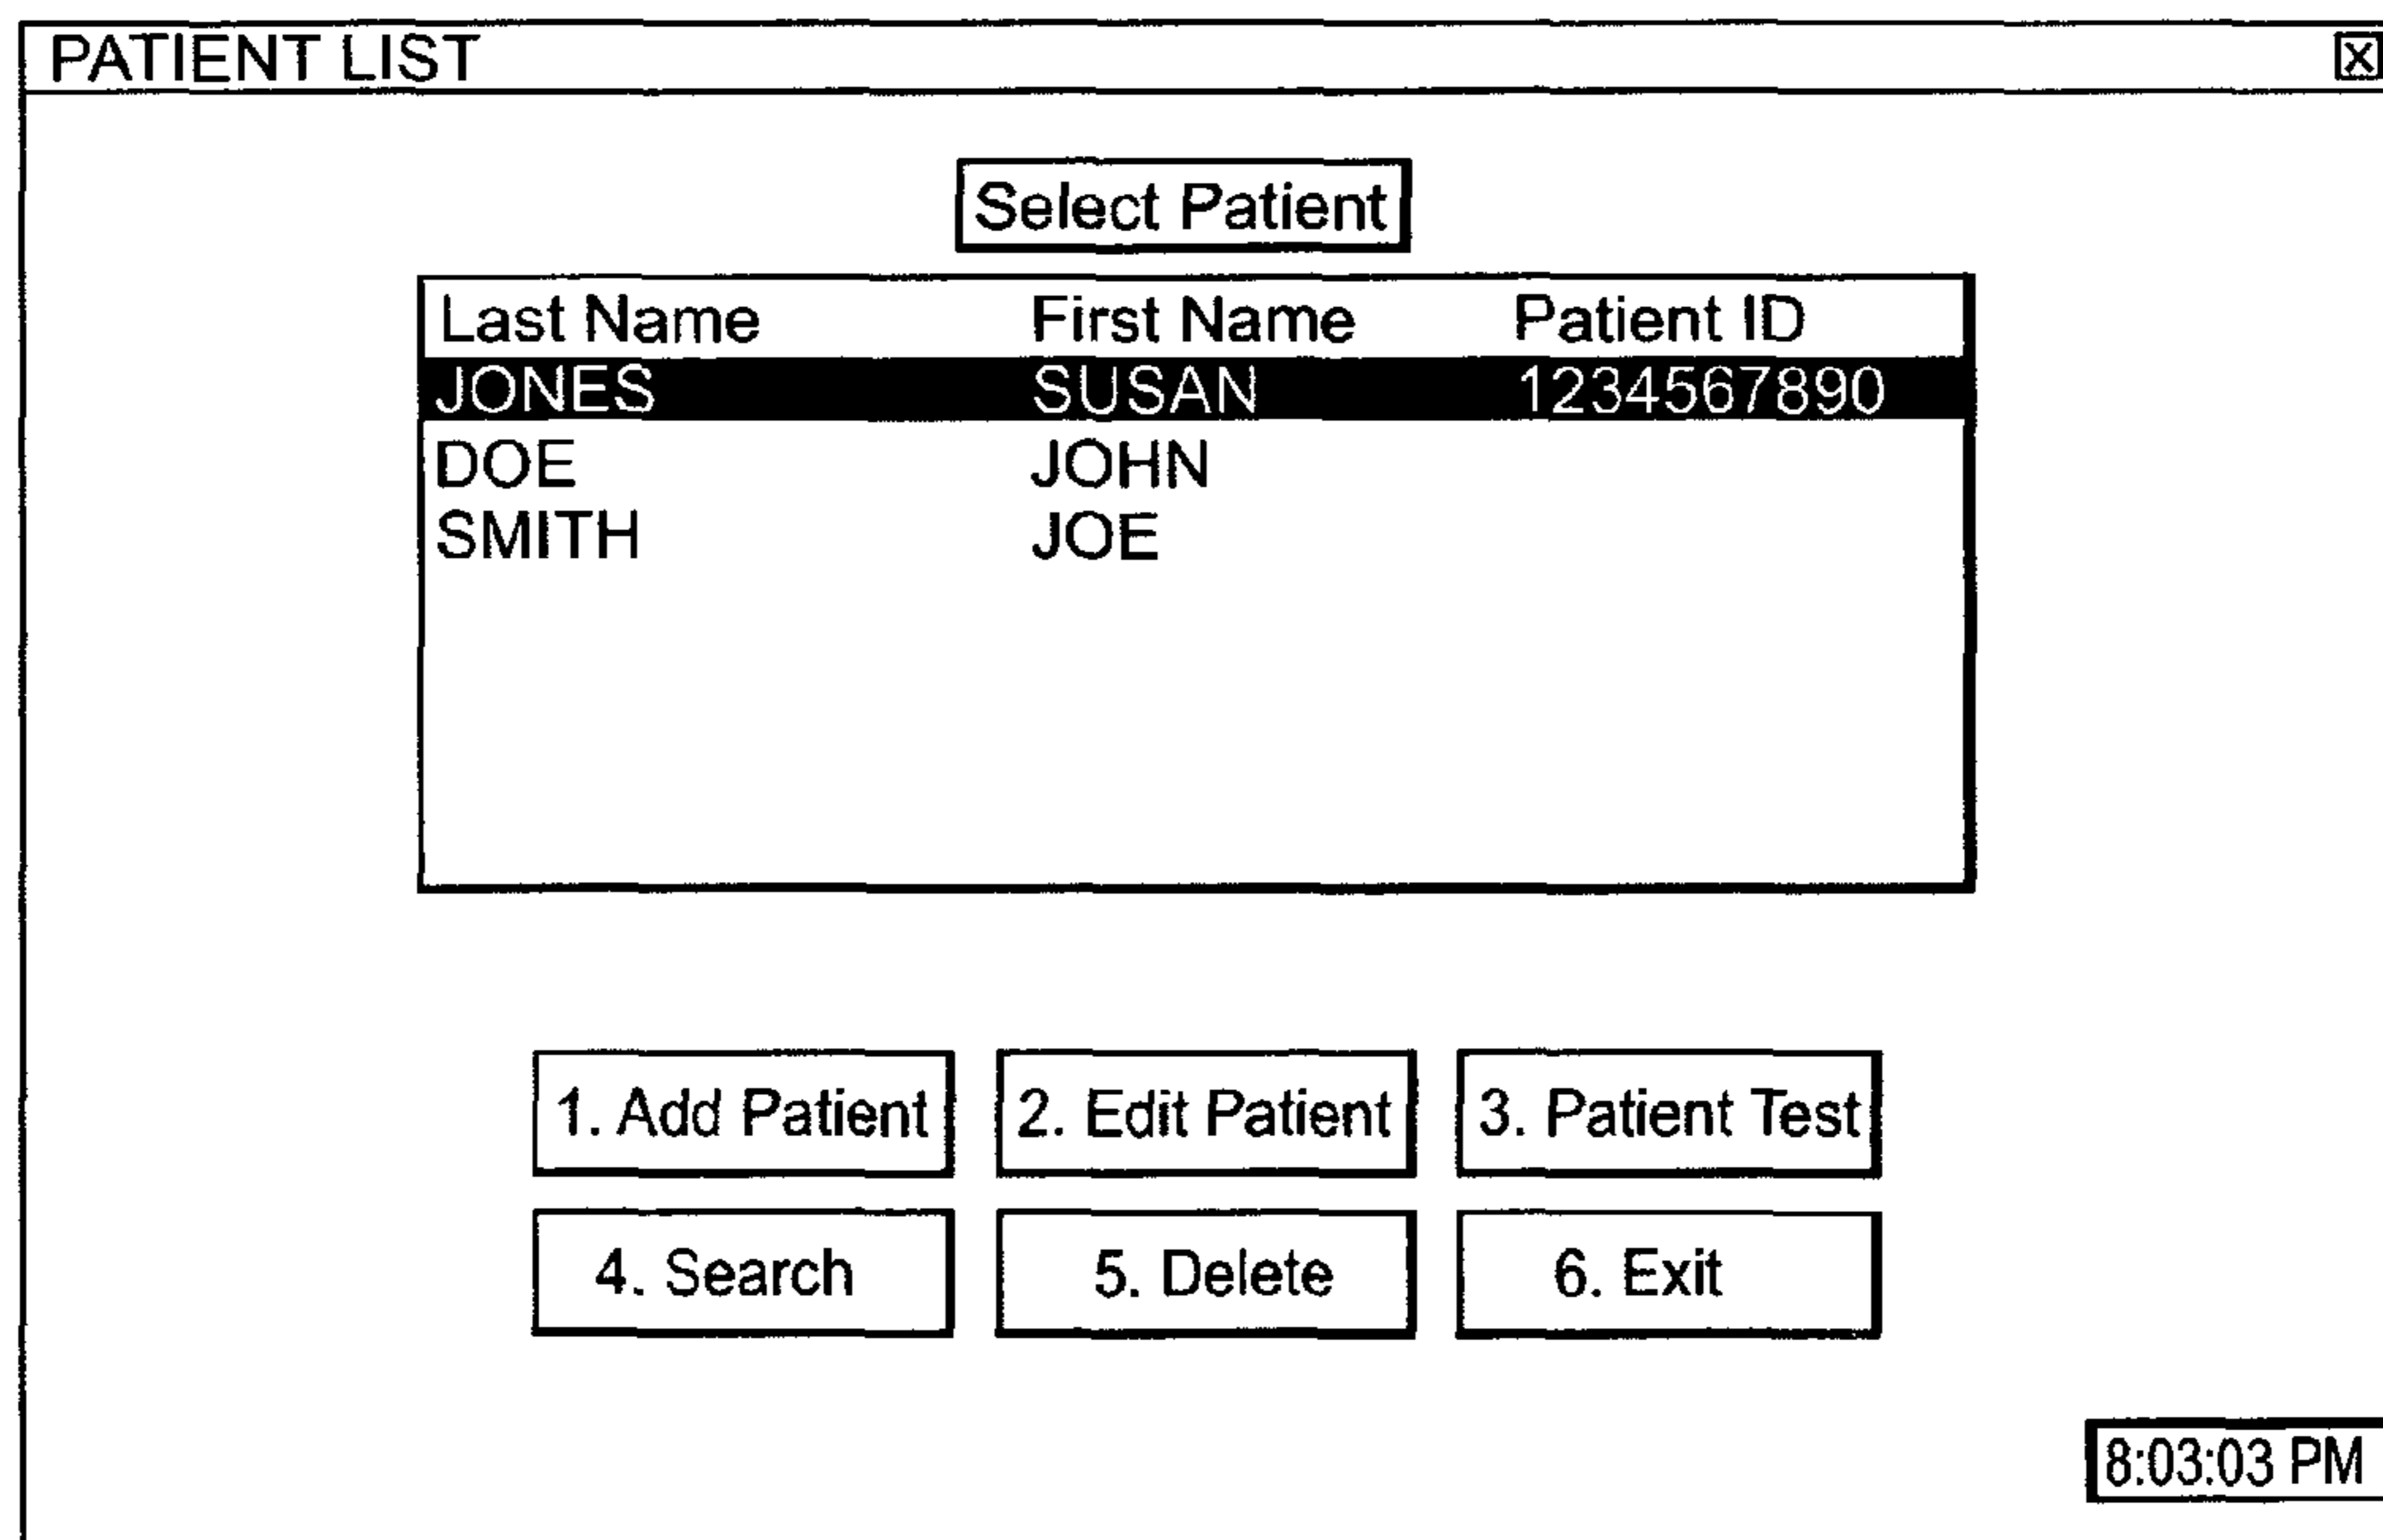 PATIENT LIST
Select Patient
Last Name First Name Patient ID
JONES SUSAN 1234567890
DOE JOHN
SMITH JOE
1. Add Patient 2. Edit Patient 3. Patient Test
4. Search 5. Delete 6. Exit
8:03:03 PM